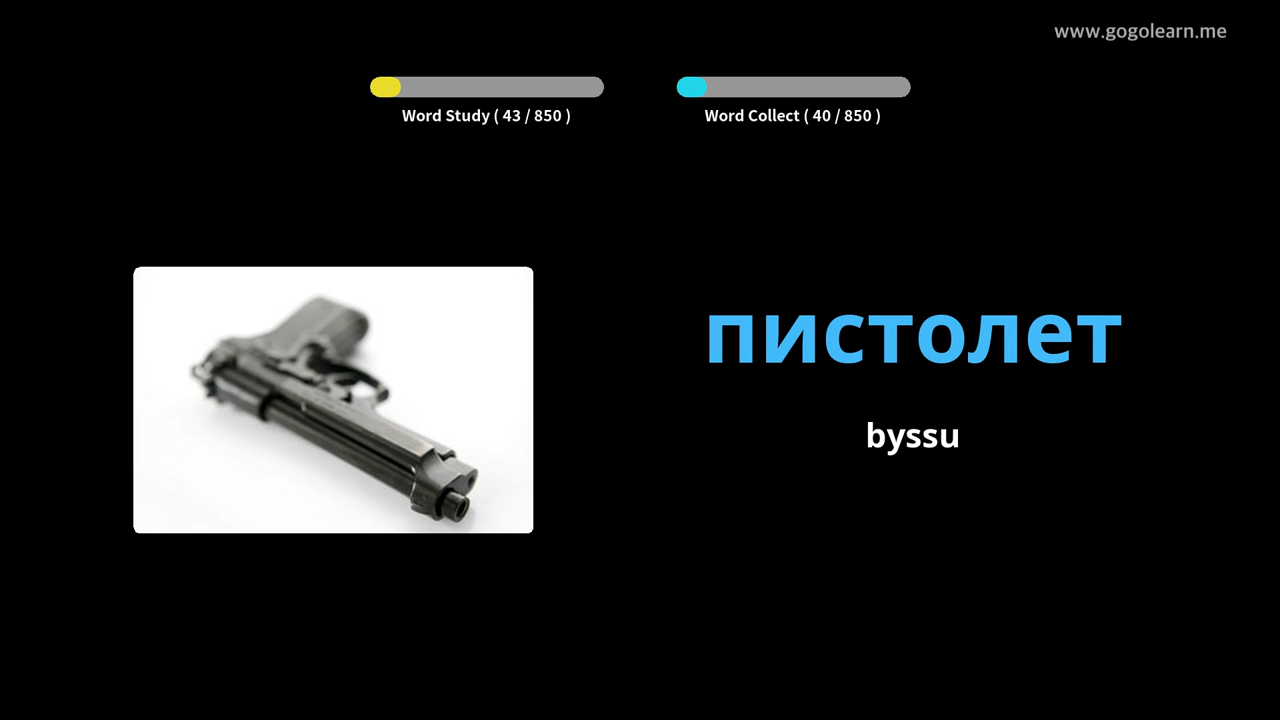 www.gogolearn.me
Word Study ( 43 / 850 )
Word Collect ( 40 / 850 )
пистолет
byssu